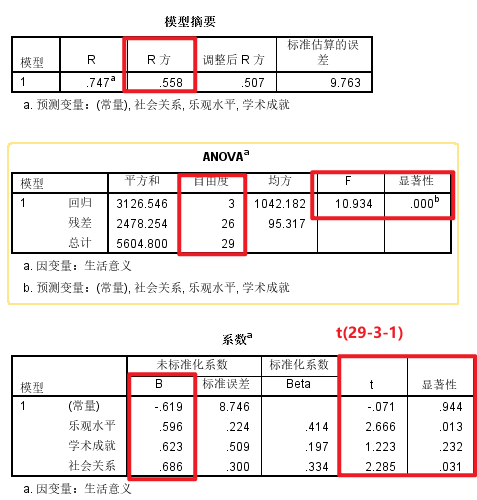 模型摘要
模型 R R 方 调整后 R 方 标准估算的误差
1 .747a .558 .507 9.763
a. 预测变量：(常量), 社会关系, 乐观水平, 学术成就
ANOVAa
模型 平方和 自由度 均方 F 显著性
1 回归 3126.546 3 1042.182 10.934 .000b
残差 2478.254 26 95.317
总计 5604.800 29
a. 因变量：生活意义
b. 预测变量：(常量), 社会关系, 乐观水平, 学术成就
系数a
t(29-3-1)
未标准化系数 标准化系数
模型 B 标准误差 Beta t 显著性
1 (常量) -.619 8.746 -.071 .944
乐观水平 .596 .224 .414 2.666 .013
学术成就 .623 .509 .197 1.223 .232
社会关系 .686 .300 .334 2.285 .031
a. 因变量：生活意义